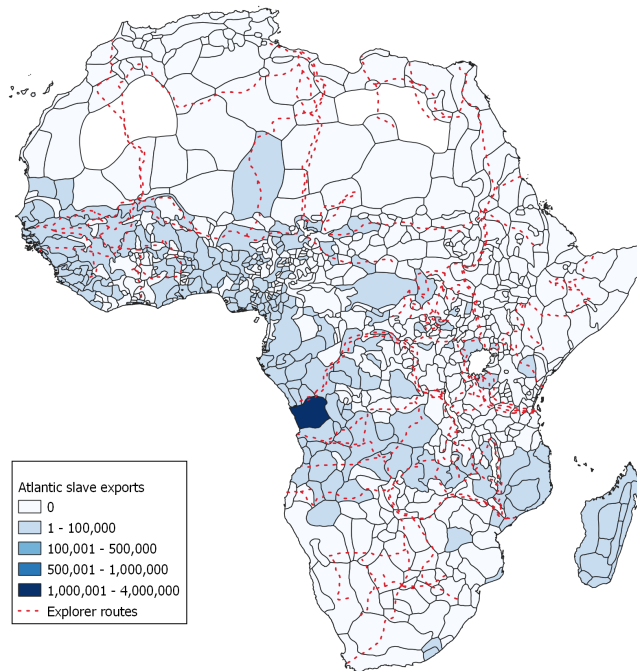 Atlantic slave exports
0
1 - 100,000
100,001 - 500,000
500,001 - 1,000,000
1,000,001 - 4,000,000
Explorer routes